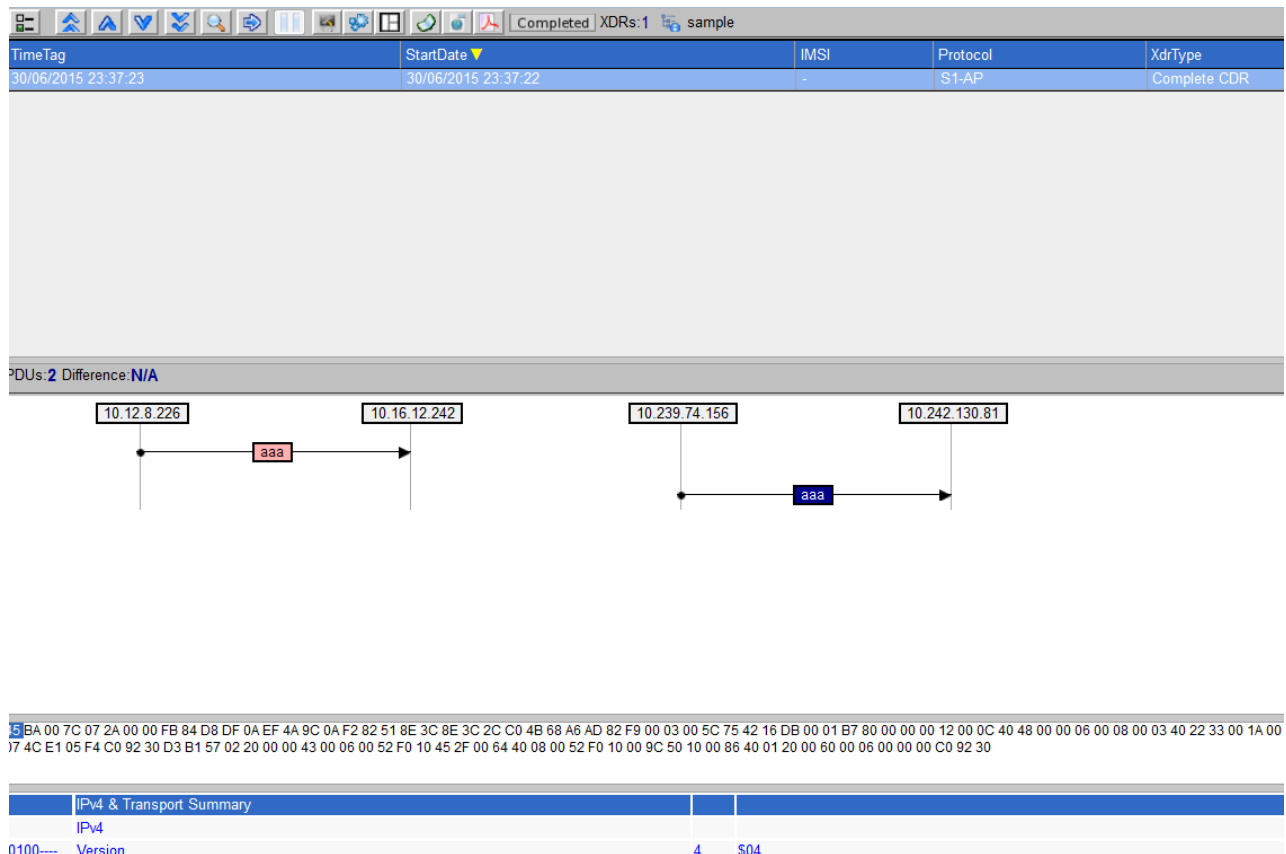 Completed XDRs:1 sample
TimeTag StartDate IMSI Protocol XdrType
30/06/2015 23:37:23 30/06/2015 23:37:22 - S1-AP Complete CDR
PDUs:2 Difference:N/A
10.12.8.226 10.16.12.242 10.239.74.156 10.242.130.81
aaa
aaa
45 BA 00 7C 07 2A 00 00 FB 84 D8 DF 0A EF 4A 9C 0A F2 82 51 8E 3C 8E 3C 2C C0 4B 68 A6 AD 82 F9 00 03 00 5C 75 42 16 DB 00 01 B7 80 00 00 00 12 00 0C 40 48 00 00 06 00 08 00 03 40 22 33 00 1A 00
07 4C E1 05 F4 C0 92 30 D3 B1 57 02 20 00 00 43 00 06 00 52 F0 10 45 2F 00 64 40 08 00 52 F0 10 00 9C 50 10 00 86 40 01 20 00 60 00 06 00 00 00 C0 92 30
IPv4 & Transport Summary
IPv4
0100---- Version 4 $04